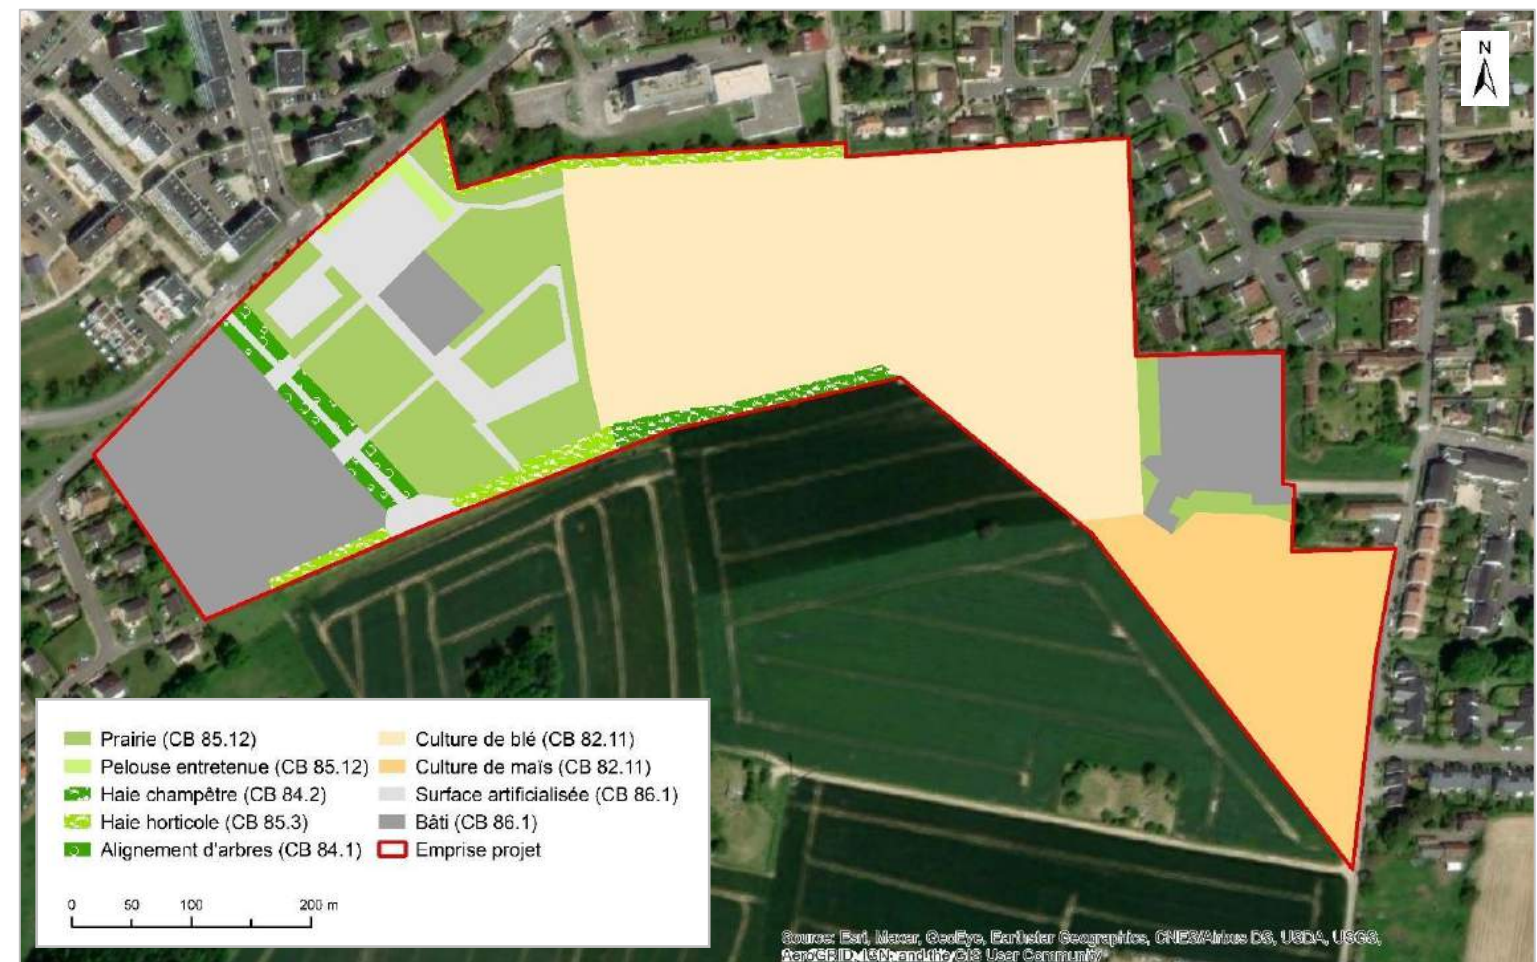 N
Prairie (CB 85.12)
Pelouse entretenue (CB 85.12)
Haie champêtre (CB 84.2)
Haie horticole (CB 85.3)
Alignement d'arbres (CB 84.1)
Culture de blé (CB 82.11)
Culture de maïs (CB 82.11)
Surface artificialisée (CB 86.1)
Bâti (CB 86.1)
Emprise projet
0 50 100 200 m
Source: Esri, Maxar, GeoEye, Earthstar Geographics, CNES/Airbus DS, USDA, USGS,
AeroGRID, IGN, and the GIS User Community